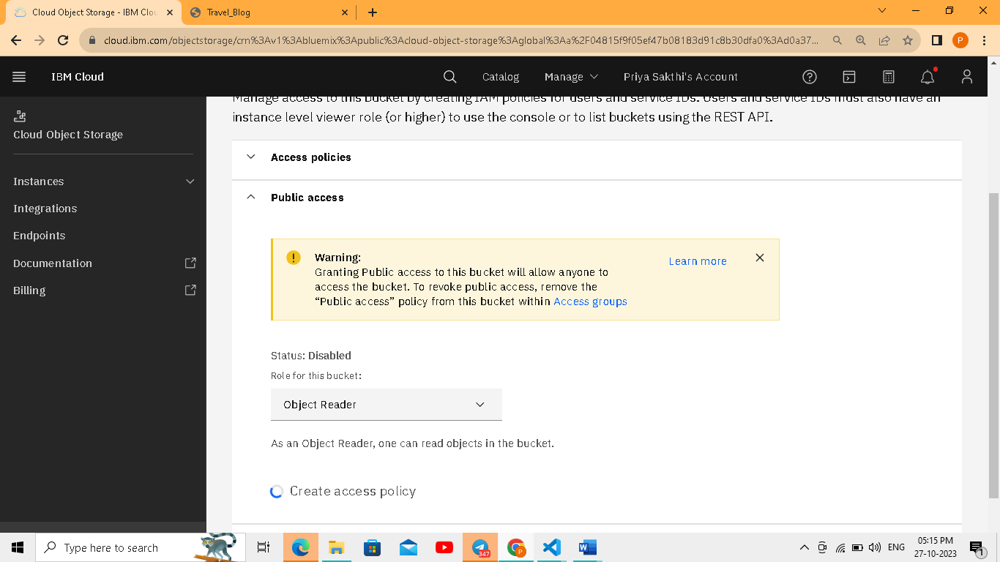 Cloud Object Storage - IBM Clou
Travel_Blog
cloud.ibm.com/objectstorage/crn%3Av1%3Abluemix%3Apublic%3Acloud-object-storage%3Aglobal%3Aa%2F04815f9f05ef47b08183d91c8b30dfa0%3Ad0a37...
P
IBM Cloud
Catalog
Manage
Priya Sakthi's Account
Manage access to this bucket by creating IAM policies for users and service IDs. Users and service IDs must also have an
instance level viewer role (or higher) to use the console or to list buckets using the REST API.
Cloud Object Storage
Instances
Integrations
Endpoints
Documentation
Billing
Access policies
Public access
Warning:
Granting Public access to this bucket will allow anyone to
access the bucket. To revoke public access, remove the
“Public access” policy from this bucket within Access groups
Learn more
Status: Disabled
Role for this bucket:
Object Reader
As an Object Reader, one can read objects in the bucket.
Create access policy
Type here to search
347
P
W
ENG
05:15 PM
27-10-2023
1